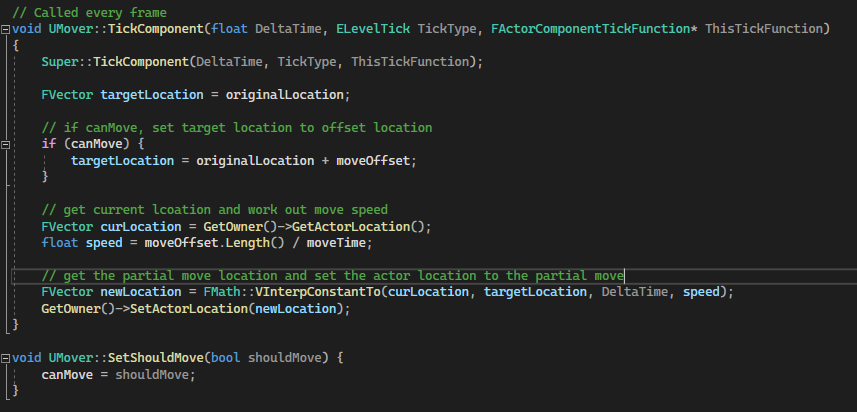 // Called every frame
void UMover::TickComponent(float DeltaTime, ELevelTick TickType, FActorComponentTickFunction* ThisTickFunction)
{
Super::TickComponent(DeltaTime, TickType, ThisTickFunction);
FVector targetLocation = originalLocation;
// if canMove, set target location to offset location
if (canMove) {
targetLocation = originalLocation + moveOffset;
}
// get current lcoation and work out move speed
FVector curLocation = GetOwner()->GetActorLocation();
float speed = moveOffset.Length() / moveTime;
// get the partial move location and set the actor location to the partial move
FVector newLocation = FMath::VInterpConstantTo(curLocation, targetLocation, DeltaTime, speed);
GetOwner()->SetActorLocation(newLocation);
}
void UMover::SetShouldMove(bool shouldMove) {
canMove = shouldMove;
}